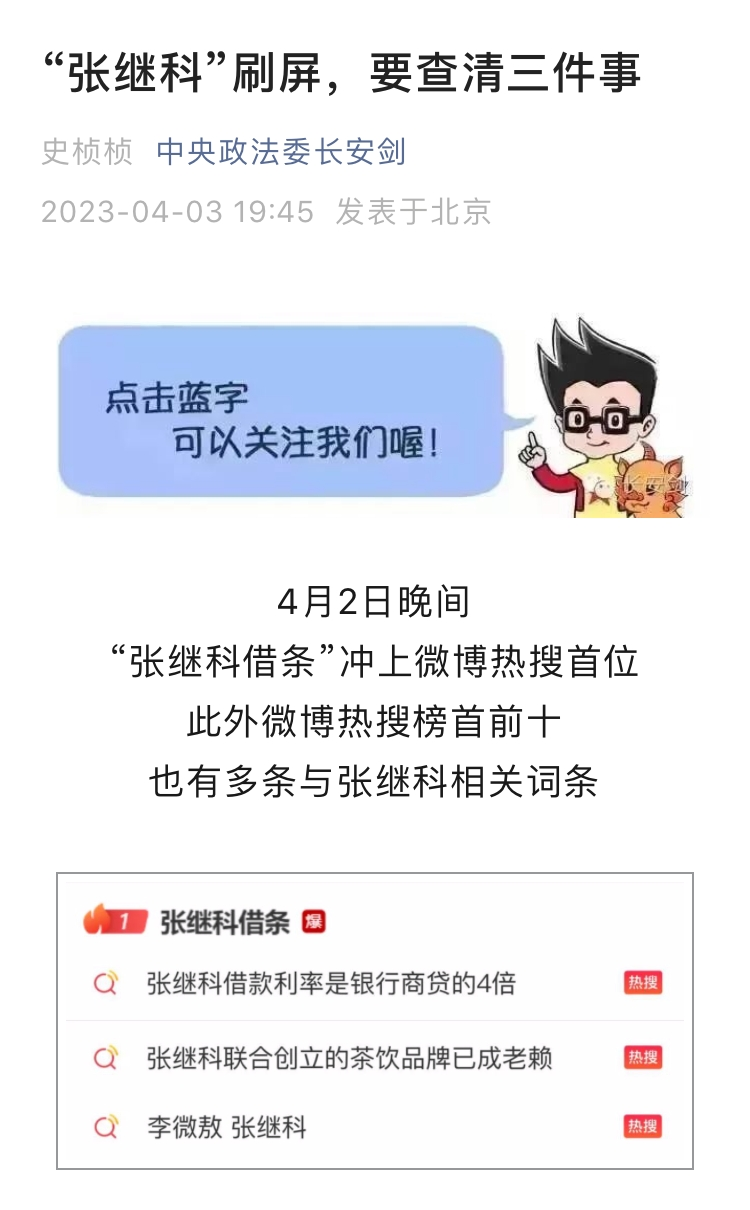 “张继科”刷屏，要查清三件事
史桢桢 中央政法委长安剑
2023-04-03 19:45 发表于北京
点击蓝字
可以关注我们喔！
长安剑
4月2日晚间
“张继科借条”冲上微博热搜首位
此外微博热搜榜首前十
也有多条与张继科相关词条
1 张继科借条 爆
张继科借款利率是银行商贷的4倍 热搜
张继科联合创立的茶饮品牌已成老赖 热搜
李微敖 张继科 热搜